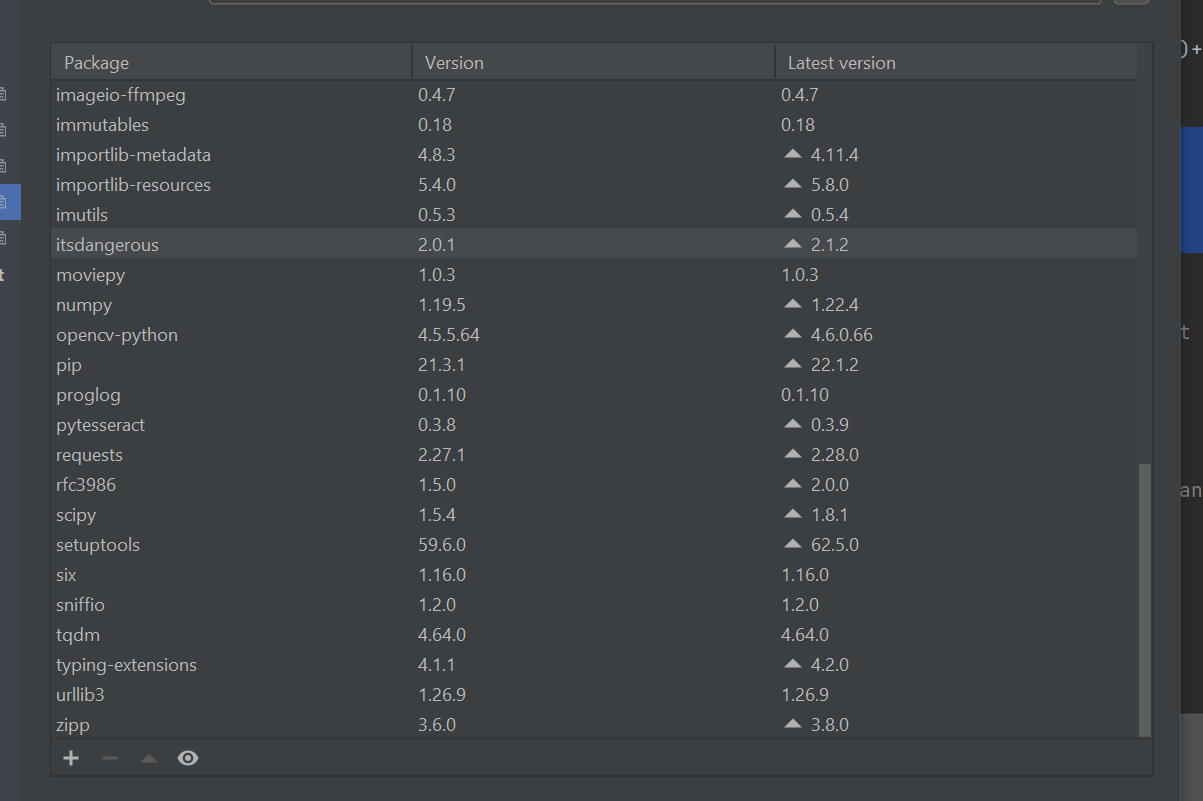 Package Version Latest version
imageio-ffmpeg 0.4.7 0.4.7
immutables 0.18 0.18
importlib-metadata 4.8.3 4.11.4
importlib-resources 5.4.0 5.8.0
imutils 0.5.3 0.5.4
itsdangerous 2.0.1 2.1.2
moviepy 1.0.3 1.0.3
numpy 1.19.5 1.22.4
opencv-python 4.5.5.64 4.6.0.66
pip 21.3.1 22.1.2
proglog 0.1.10 0.1.10
pytesseract 0.3.8 0.3.9
requests 2.27.1 2.28.0
rfc3986 1.5.0 2.0.0
scipy 1.5.4 1.8.1
setuptools 59.6.0 62.5.0
six 1.16.0 1.16.0
sniffio 1.2.0 1.2.0
tqdm 4.64.0 4.64.0
typing-extensions 4.1.1 4.2.0
urllib3 1.26.9 1.26.9
zipp 3.6.0 3.8.0